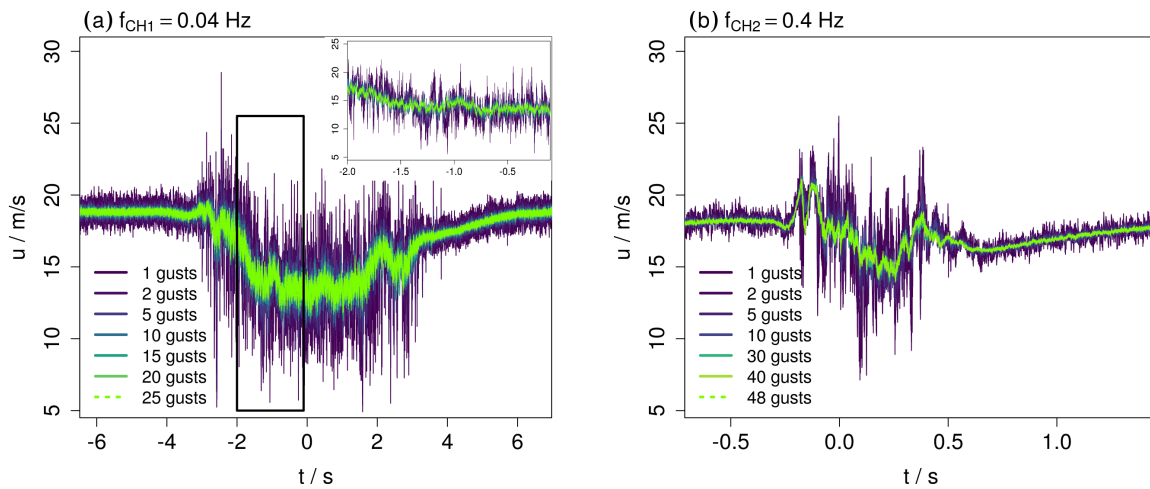 (a) f_CH1 = 0.04 Hz
u / m/s
30
25
20
15
10
5
-6
-4
-2
0
2
4
6
t / s
25
20
15
10
5
-2.0
-1.5
-1.0
-0.5
1 gusts
2 gusts
5 gusts
10 gusts
15 gusts
20 gusts
25 gusts
(b) f_CH2 = 0.4 Hz
u / m/s
30
25
20
15
10
5
-0.5
0.0
0.5
1.0
t / s
1 gusts
2 gusts
5 gusts
10 gusts
30 gusts
40 gusts
48 gusts